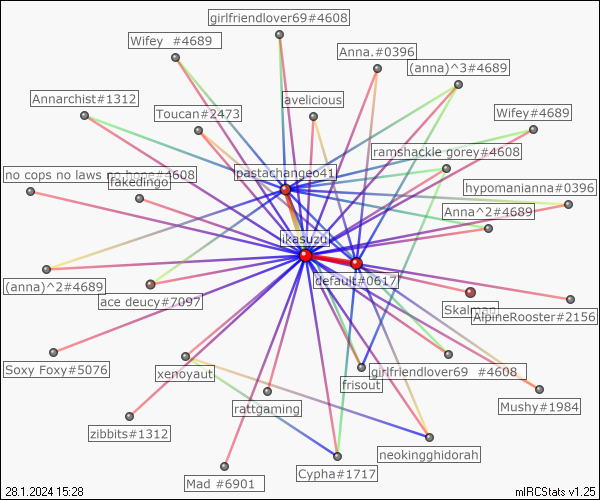 girlfriendlover69#4608
Wifey  #4689
Anna.#0396
(anna)^3#4689
Annarchist#1312
avelicious
Toucan#2473
Wifey#4689
ramshackle gorey#4608
pastachangeo41
no cops no laws no hope#4608
fakedingo
hypomanianna#0396
Anna^2#4689
ikasuzu
default#0617
(anna)^2#4689
ace deucy#7097
Skalman
AlpineRooster#2156
Soxy Foxy#5076
xenoyaut
girlfriendlover69  #4608
frisout
rattgaming
Mushy#1984
zibbits#1312
neokingghidorah
Mad #6901
Cypha#1717
28.1.2024 15:28
mIRCStats v1.25